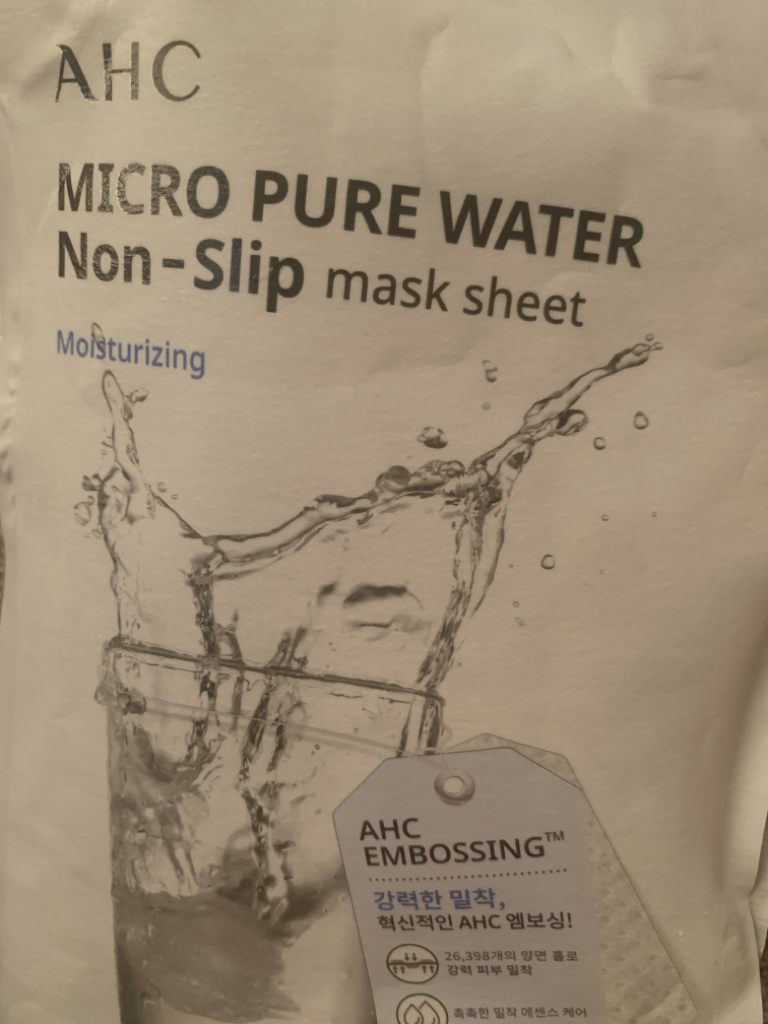 AHC
MICRO PURE WATER
Non-Slip mask sheet
Moisturizing
AHC
EMBOSSING™
강력한 밀착,
혁신적인 AHC 엠보싱!
26,398개의 양면 홀로
강력 피부 밀착
촉촉한 밀착 에센스 케어